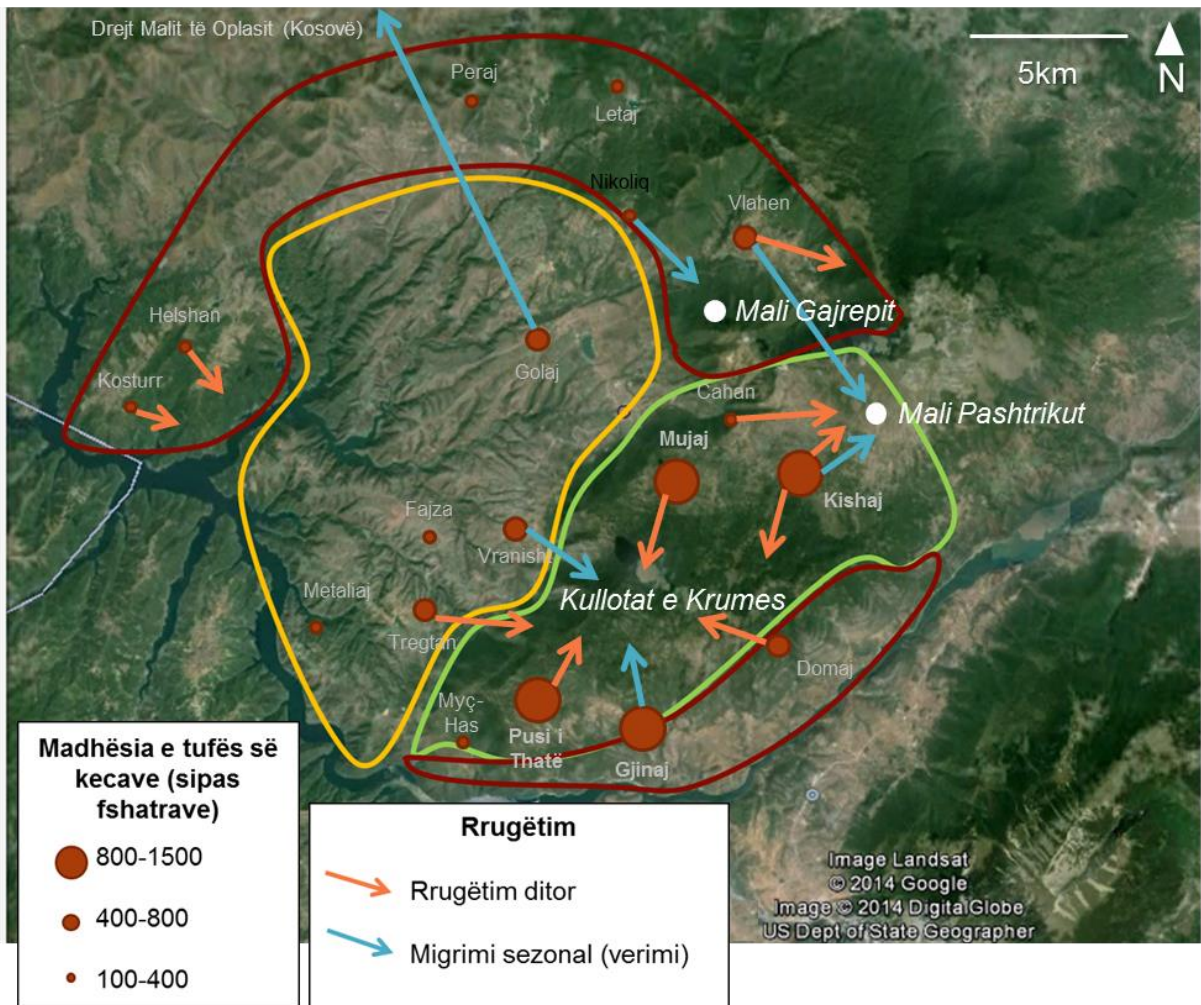 Drejt Malit të Oplasit (Kosovë)
5km
N
Peraj
Letaj
Nikoliq
Vlahen
Mali Gajrepit
Helshan
Kosturr
Golaj
Cahan
Mali Pashtrikut
Mujaj
Kishaj
Fajza
Vranisht
Metaliaj
Kullotat e Krumes
Tregtan
Domaj
Myç-
Has
Pusi i
Thatë
Gjinaj
Madhësia e tufës së
kecave (sipas
fshatrave)
800-1500
400-800
100-400
Rrugëtim
Rrugëtim ditor
Migrimi sezonal (verimi)
Image Landsat
© 2014 Google
Image © 2014 DigitalGlobe
US Dept of State Geographer